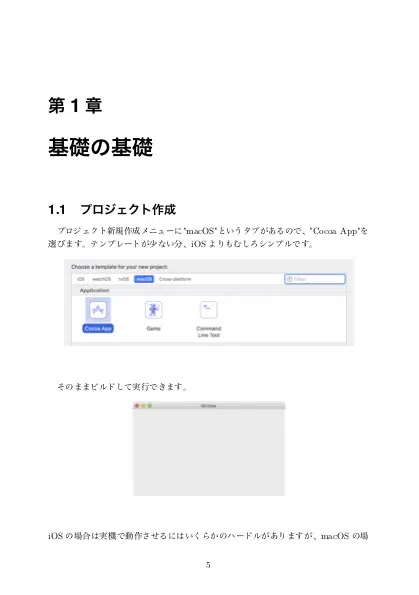 第 1 章
基礎の基礎
1.1 プロジェクト作成
プロジェクト新規作成メニューに"macOS"というタブがあるので、"Cocoa App"を
選びます。テンプレートが少ない分、iOS よりもむしろシンプルです。
Choose a template for your new project:
iOS watchOS tvOS macOS Cross-platform Filter
Application
Cocoa App Game Command
Line Tool
そのままビルドして実行できます。
Window
iOS の場合は実機で動作させるにはいくらかのハードルがありますが、macOS の場
5